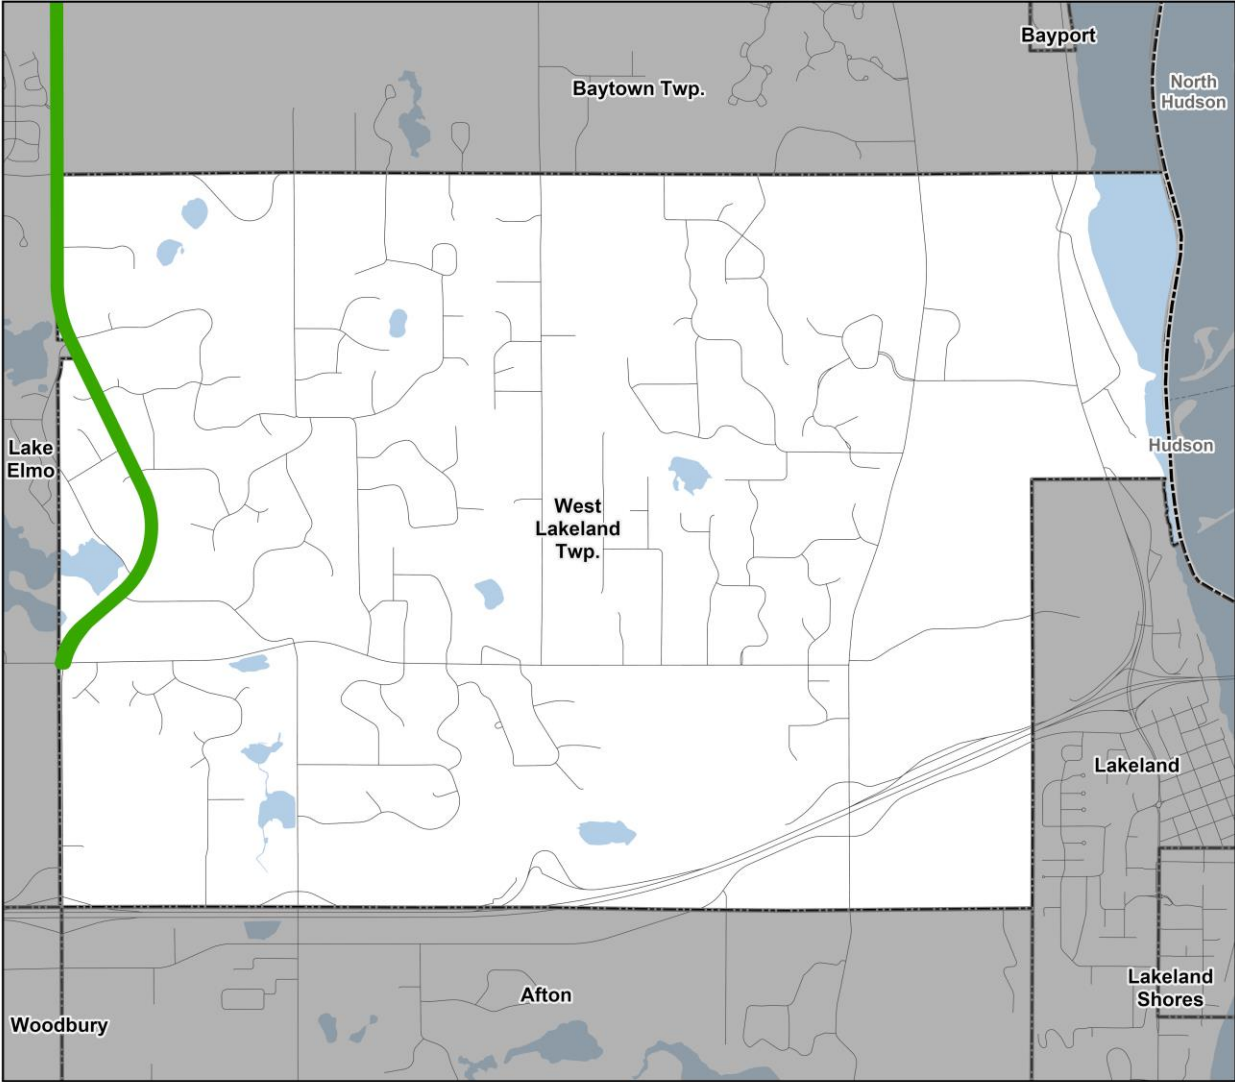 Bayport
North
Hudson
Baytown Twp.
Lake
Elmo
Hudson
West
Lakeland
Twp.
Lakeland
Lakeland
Shores
Afton
Woodbury